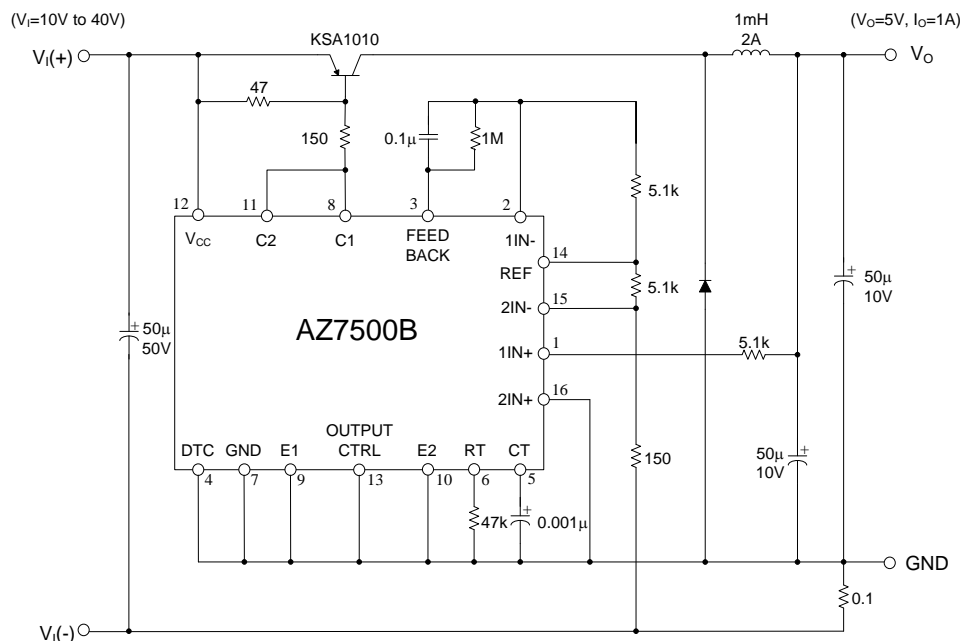 (VI=10V to 40V)
1mH
2A
(VO=5V, IO=1A)
VI(+)
KSA1010
VO
47
150
0.1μ
1M
5.1k
12
11
8
3
2
VCC
C2
C1
FEED
BACK
1IN-
REF
14
5.1k
2IN-
15
50μ
10V
50μ
50V
AZ7500B
1IN+
1
5.1k
2IN+
16
DTC
GND
E1
OUTPUT
CTRL
E2
RT
CT
150
50μ
10V
4
7
9
13
10
6
5
47k
0.001μ
GND
0.1
VI(-)